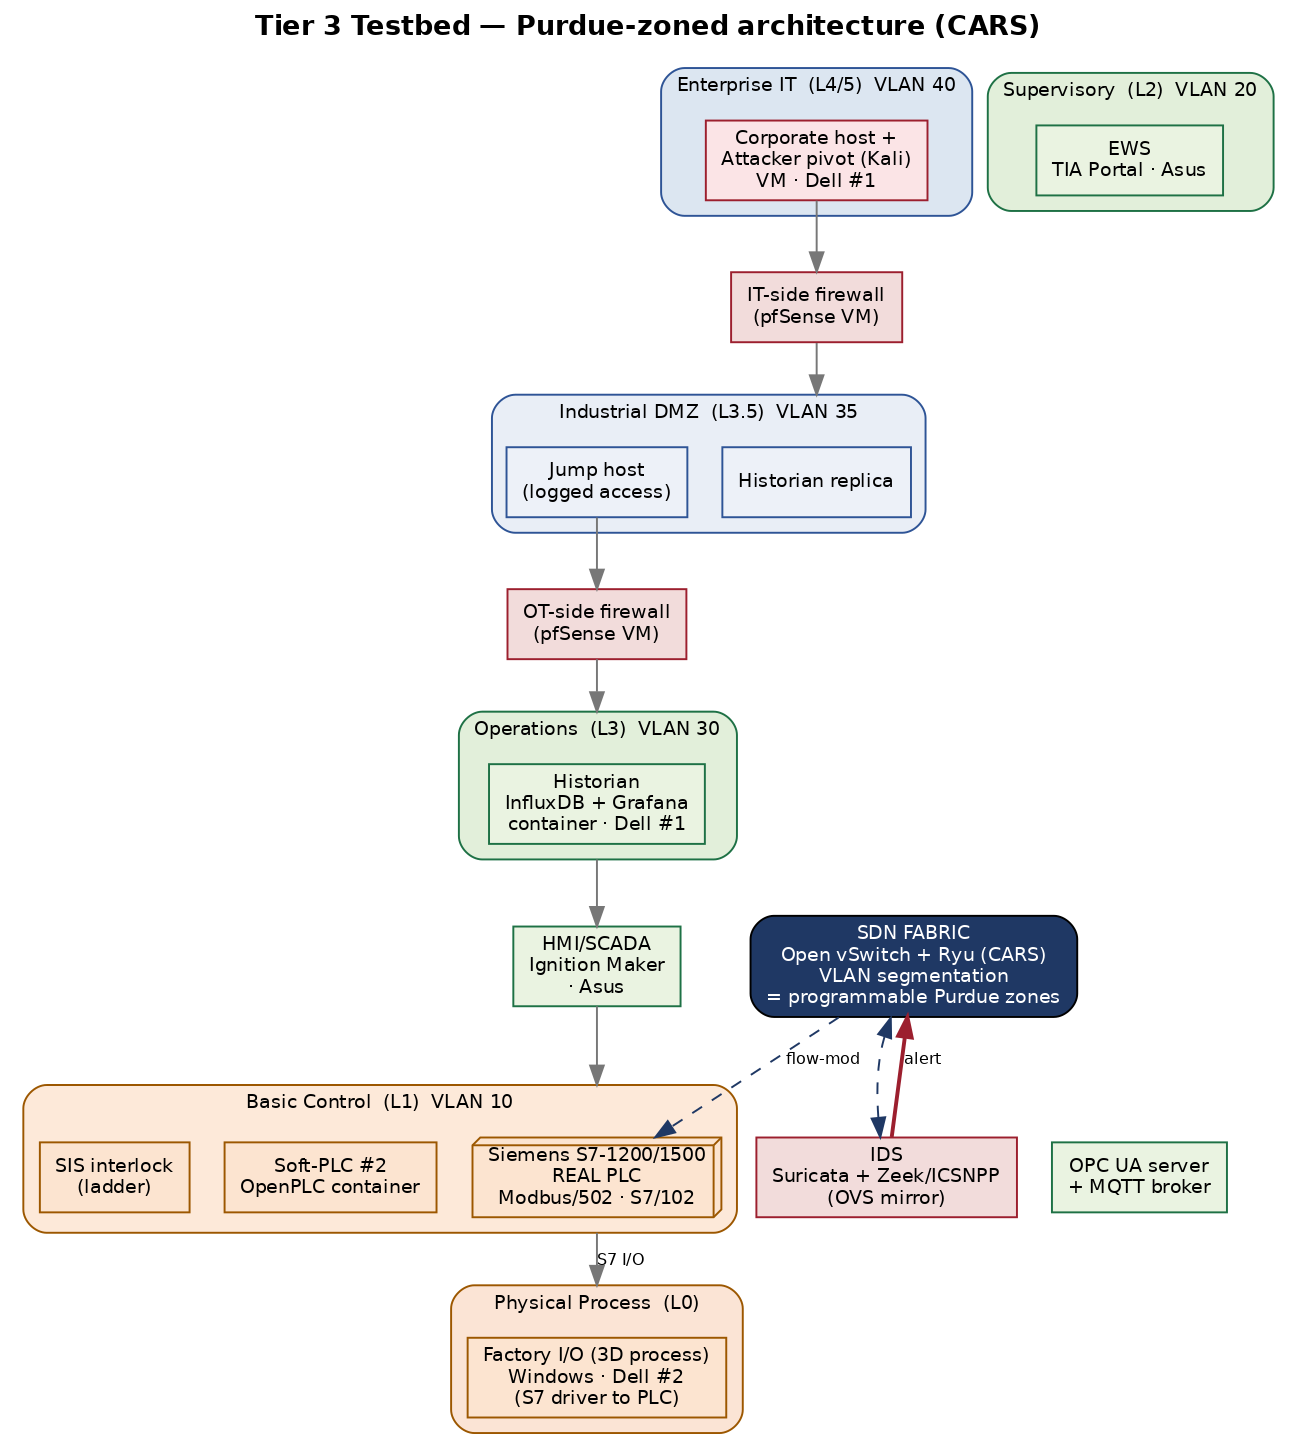 Tier 3 Testbed — Purdue-zoned architecture (CARS)
Enterprise IT  (L4/5)  VLAN 40
Corporate host +
Attacker pivot (Kali)
VM · Dell #1
Supervisory  (L2)  VLAN 20
EWS
TIA Portal · Asus
IT-side firewall
(pfSense VM)
Industrial DMZ  (L3.5)  VLAN 35
Jump host
(logged access)
Historian replica
OT-side firewall
(pfSense VM)
Operations  (L3)  VLAN 30
Historian
InfluxDB + Grafana
container · Dell #1
HMI/SCADA
Ignition Maker
· Asus
SDN FABRIC
Open vSwitch + Ryu (CARS)
VLAN segmentation
= programmable Purdue zones
flow-mod
alert
Basic Control  (L1)  VLAN 10
SIS interlock
(ladder)
Soft-PLC #2
OpenPLC container
Siemens S7-1200/1500
REAL PLC
Modbus/502 · S7/102
IDS
Suricata + Zeek/ICSNPP
(OVS mirror)
OPC UA server
+ MQTT broker
S7 I/O
Physical Process  (L0)
Factory I/O (3D process)
Windows · Dell #2
(S7 driver to PLC)